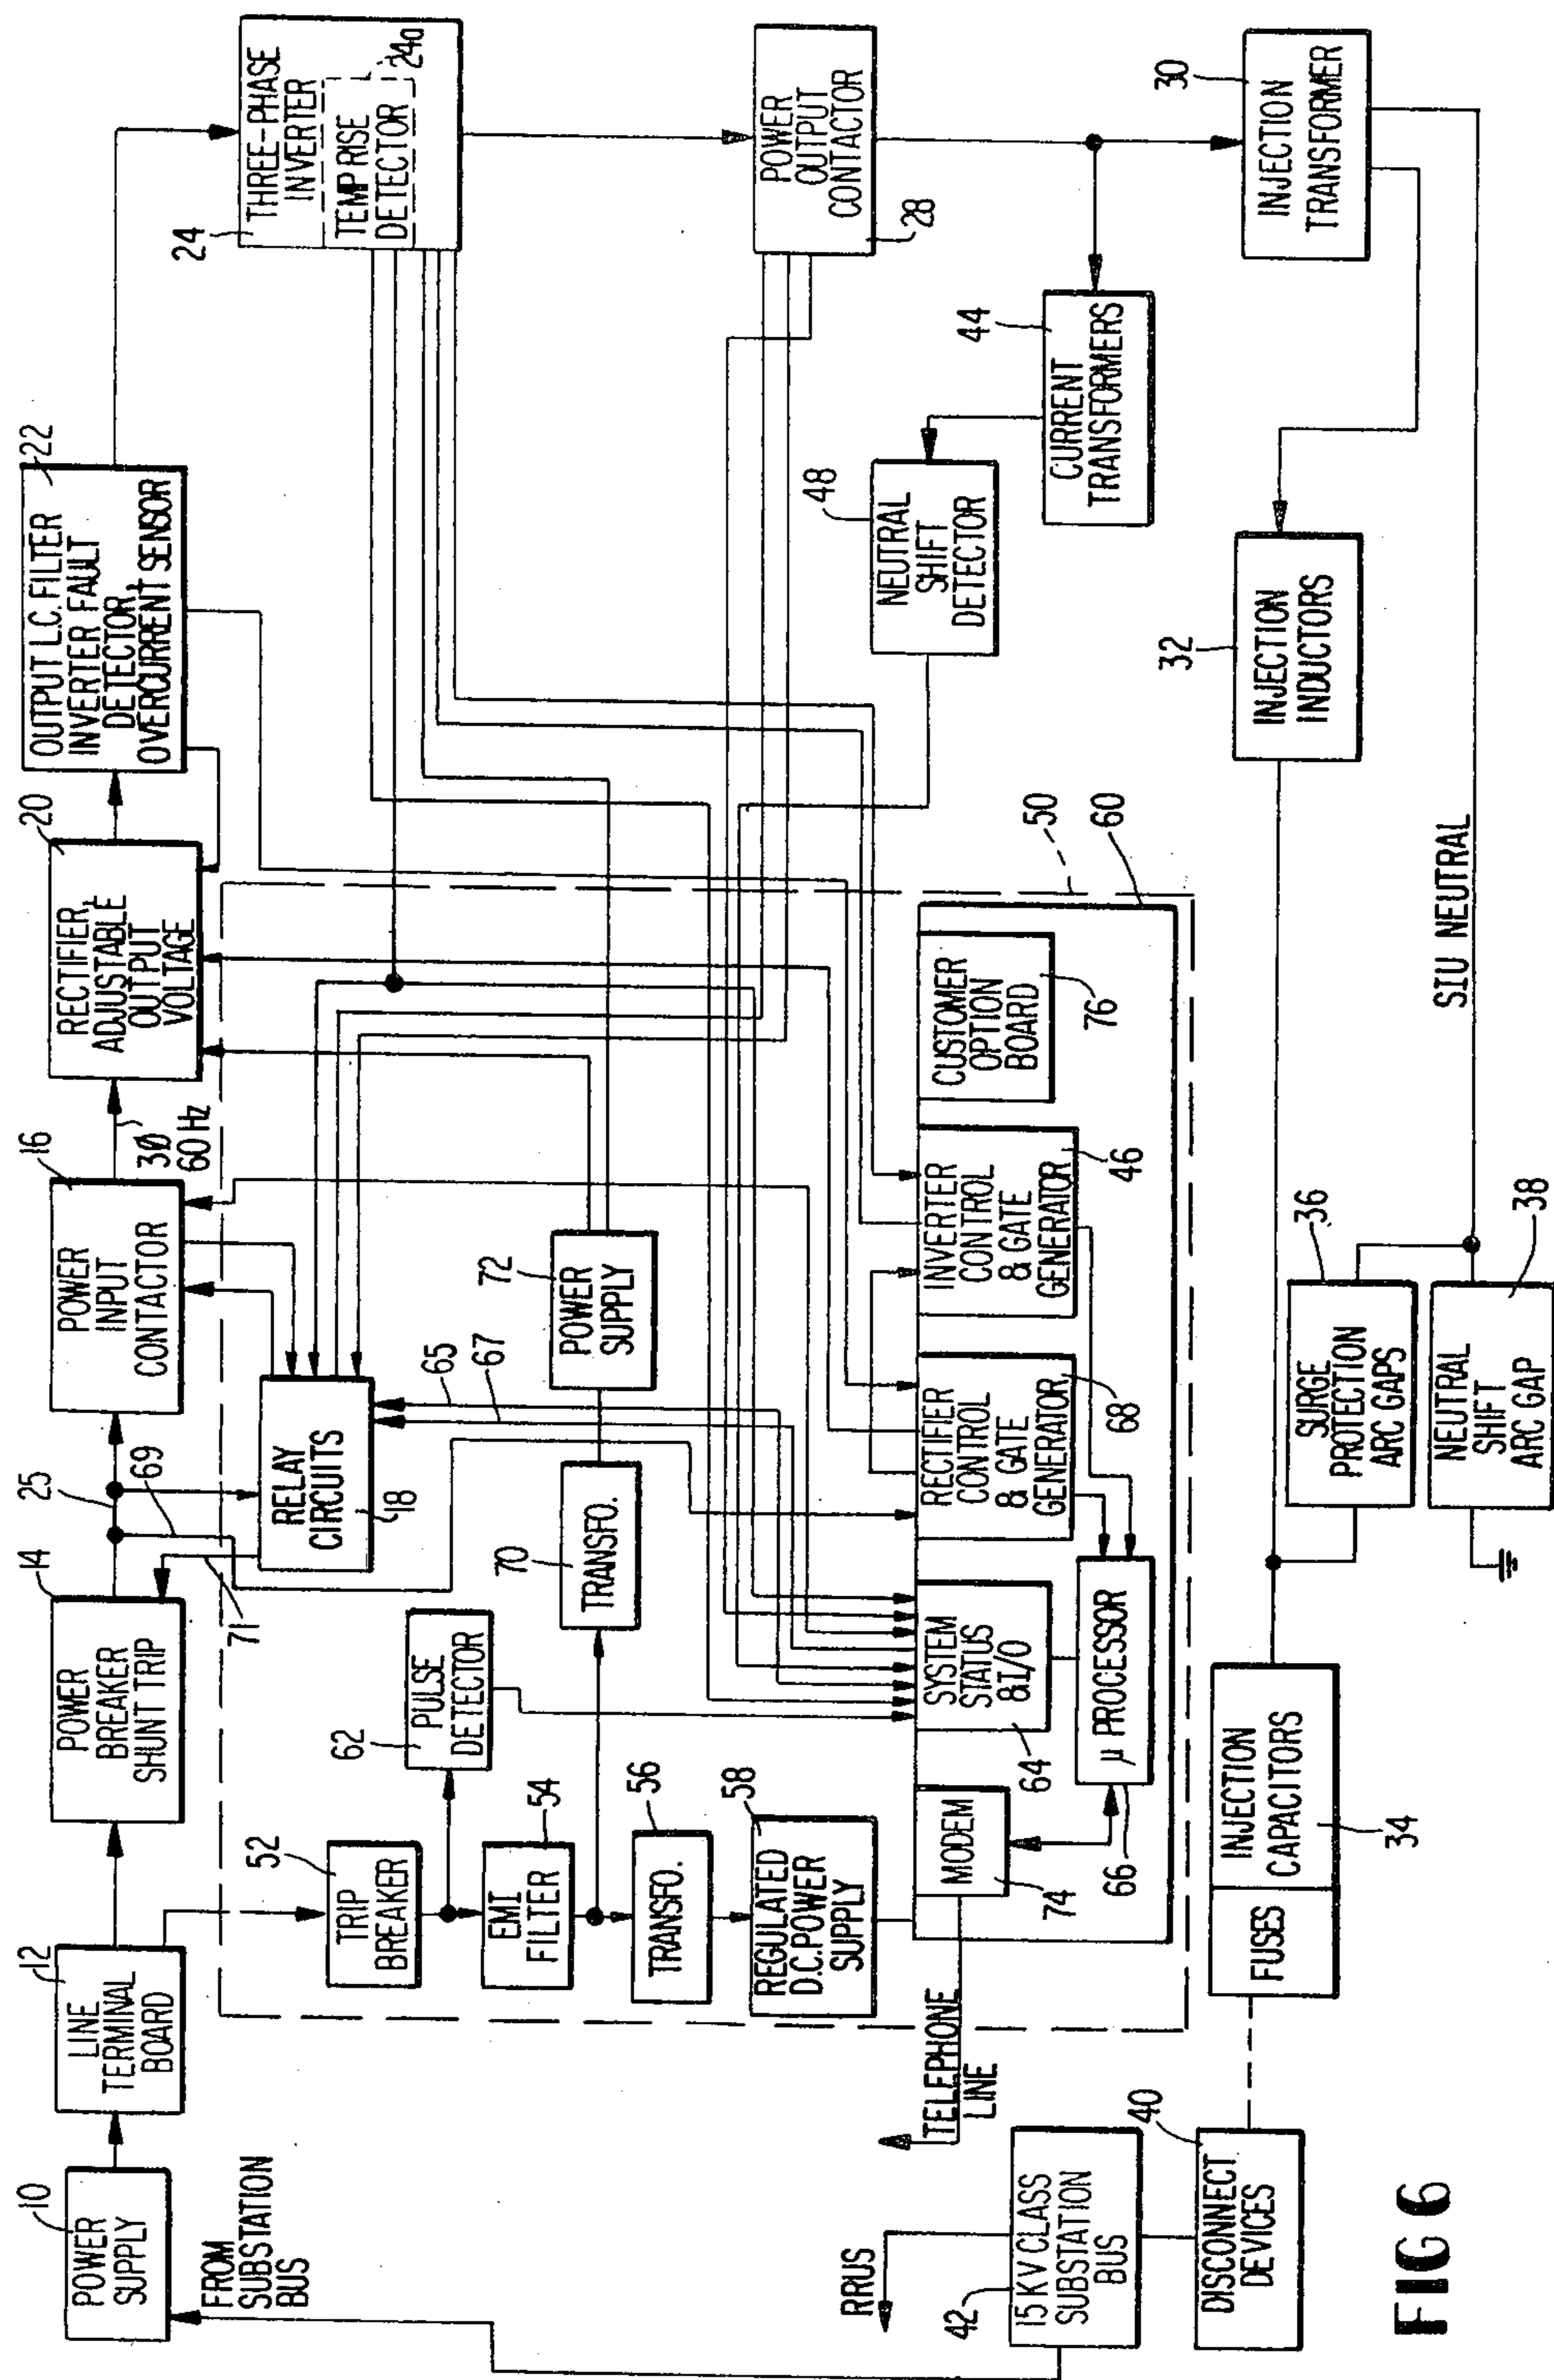 10
POWER
SUPPLY
FROM
SUBSTATION
BUS
12
LINE
TERMINAL
BOARD
14
POWER
BREAKER
SHUNT TRIP
25
69
71
16
POWER
INPUT
CONTACTOR
3Ø
60 Hz
20
RECTIFIER,
ADJUSTABLE
OUTPUT
VOLTAGE
22
OUTPUT L.C. FILTER
INVERTER FAULT
DETECTOR,
OVERCURRENT SENSOR
24
THREE-PHASE
INVERTER
TEMP RISE
DETECTOR
24a
52
TRIP
BREAKER
62
PULSE
DETECTOR
RELAY
CIRCUITS
18
65
67
54
EMI
FILTER
70
TRANSFO.
72
POWER
SUPPLY
56
TRANSFO.
58
REGULATED
D.C. POWER
SUPPLY
POWER
OUTPUT
CONTACTOR
28
48
NEUTRAL
SHIFT
DETECTOR
44
CURRENT
TRANSFORMERS
50
60
MODEM
74
SYSTEM
STATUS
&I/O
64
RECTIFIER
CONTROL
& GATE
GENERATOR
68
INVERTER
CONTROL
& GATE
GENERATOR
46
CUSTOMER
OPTION
BOARD
76
µ PROCESSOR
66
TELEPHONE
LINE
RRUS
42
15 KV CLASS
SUBSTATION
BUS
40
DISCONNECT
DEVICES
FUSES
INJECTION
CAPACITORS
34
36
SURGE
PROTECTION
ARC GAPS
NEUTRAL
SHIFT
ARC GAP
38
32
INJECTION
INDUCTORS
30
INJECTION
TRANSFORMER
SIU NEUTRAL
FIG 6